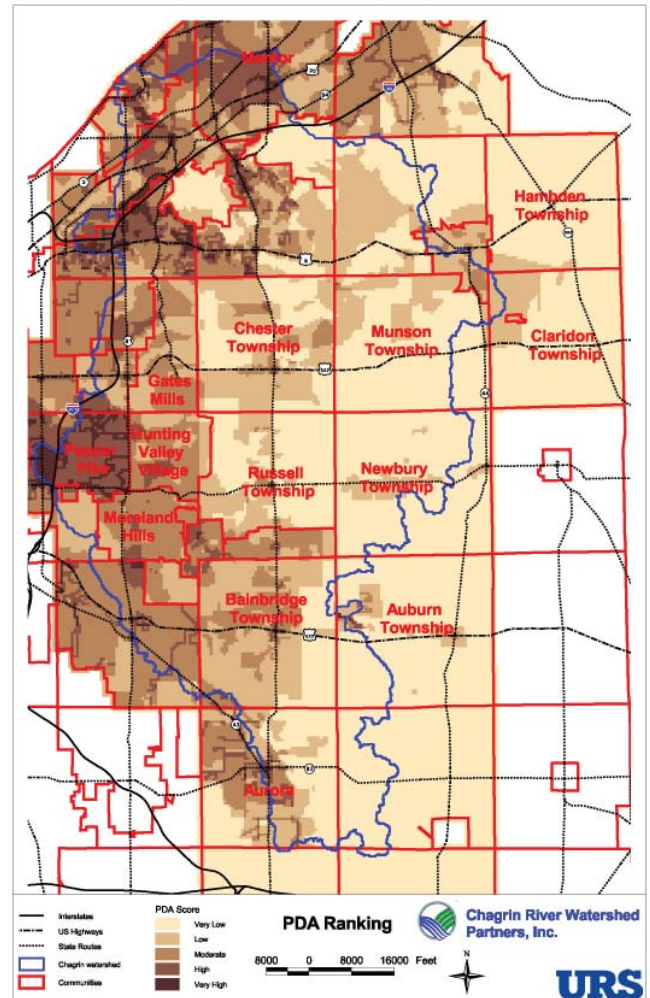 Mentor
Hambden
Township
Chester
Township
Munson
Township
Claridon
Township
Gates
Mills
Pepper
Pike
Hunting
Valley
Village
Russell
Township
Newbury
Township
Moreland
Hills
Bainbridge
Township
Auburn
Township
Aurora
Interstates
US Highways
State Routes
Chagrin watershed
Communities
PDA Score
Very Low
Low
Moderate
High
Very High
PDA Ranking
8000 0 8000 16000 Feet
N
Chagrin River Watershed
Partners, Inc.
URS